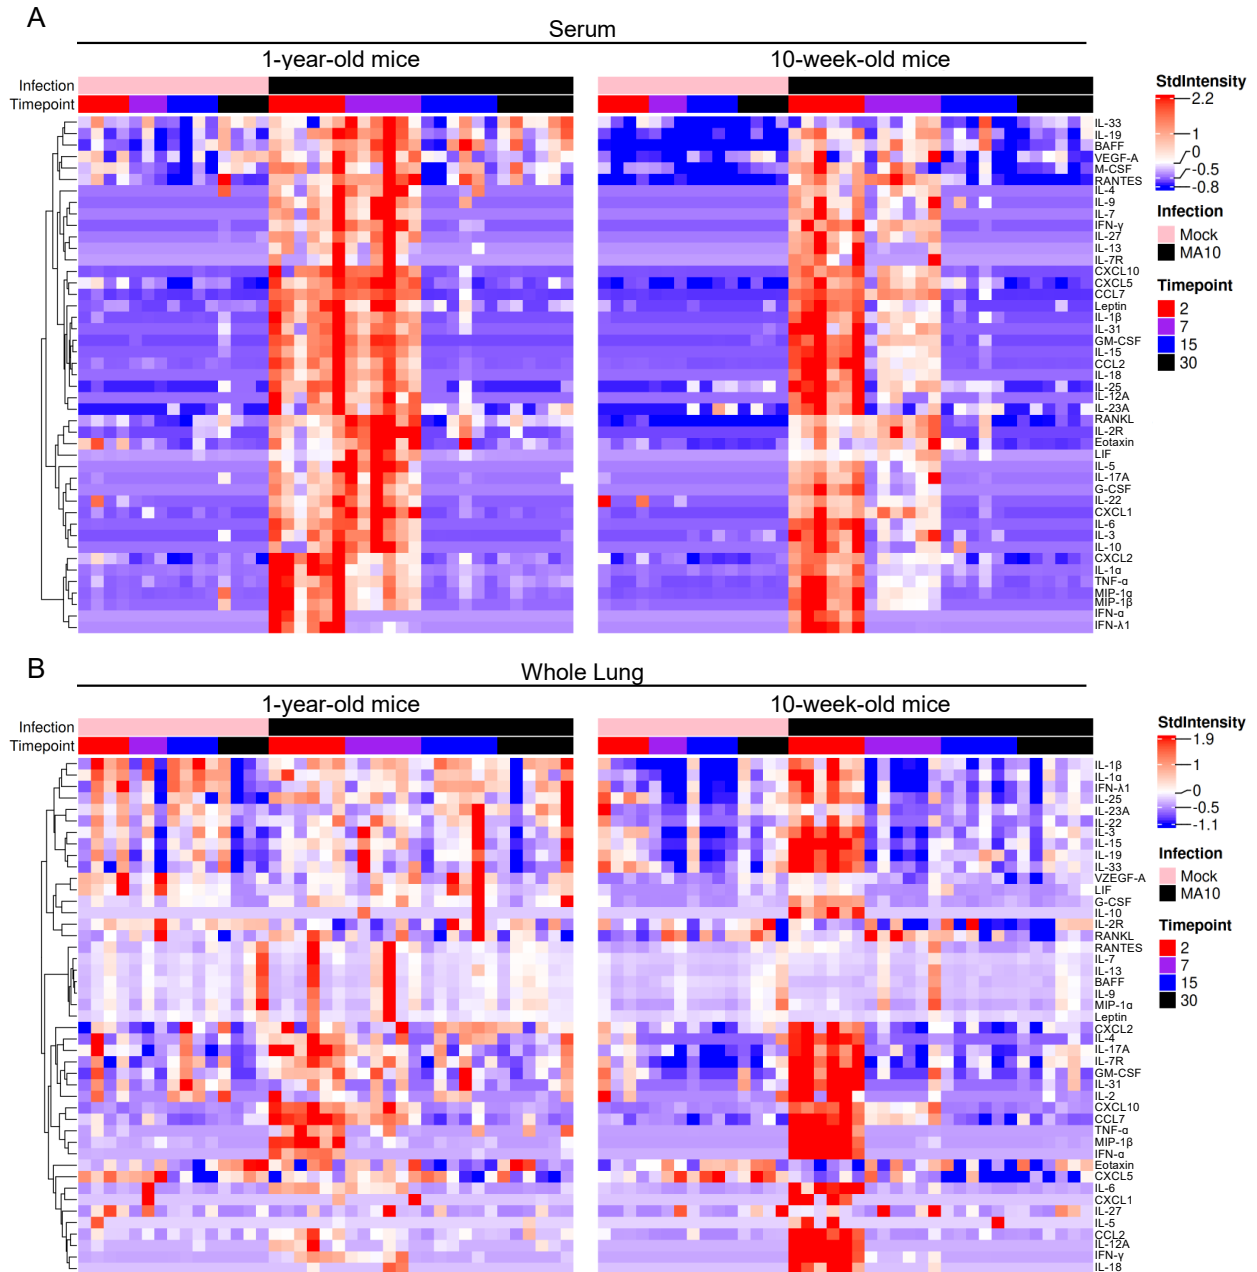 A
Serum
1-year-old mice
10-week-old mice
Infection
Timepoint
IL-33
IL-19
BAFF
VEGF-A
M-CSF
RANTES
IL-4
IL-9
IL-7
IFN-γ
IL-27
IL-13
IL-7R
CXCL10
CXCL5
CCL7
Leptin
IL-1β
IL-31
GM-CSF
IL-15
CCL2
IL-18
IL-25
IL-12A
IL-23A
RANKL
IL-2R
Eotaxin
LIF
IL-5
IL-17A
G-CSF
IL-22
CXCL1
IL-6
IL-3
IL-10
CXCL2
IL-1α
TNF-α
MIP-1α
MIP-1β
IFN-α
IFN-λ1
StdIntensity
2.2
1
0
-0.5
-0.8
Infection
Mock
MA10
Timepoint
2
7
15
30
B
Whole Lung
1-year-old mice
10-week-old mice
Infection
Timepoint
IL-1β
IL-1α
IFN-λ1
IL-25
IL-23A
IL-22
IL-3
IL-15
IL-19
IL-33
VZEGF-A
LIF
G-CSF
IL-10
IL-2R
RANKL
RANTES
IL-7
IL-13
BAFF
IL-9
MIP-1α
Leptin
CXCL2
IL-4
IL-17A
IL-7R
GM-CSF
IL-31
IL-2
CXCL10
CCL7
TNF-α
MIP-1β
IFN-α
Eotaxin
CXCL5
IL-6
CXCL1
IL-27
IL-5
CCL2
IL-12A
IFN-γ
IL-18
StdIntensity
1.9
1
0
-0.5
-1.1
Infection
Mock
MA10
Timepoint
2
7
15
30